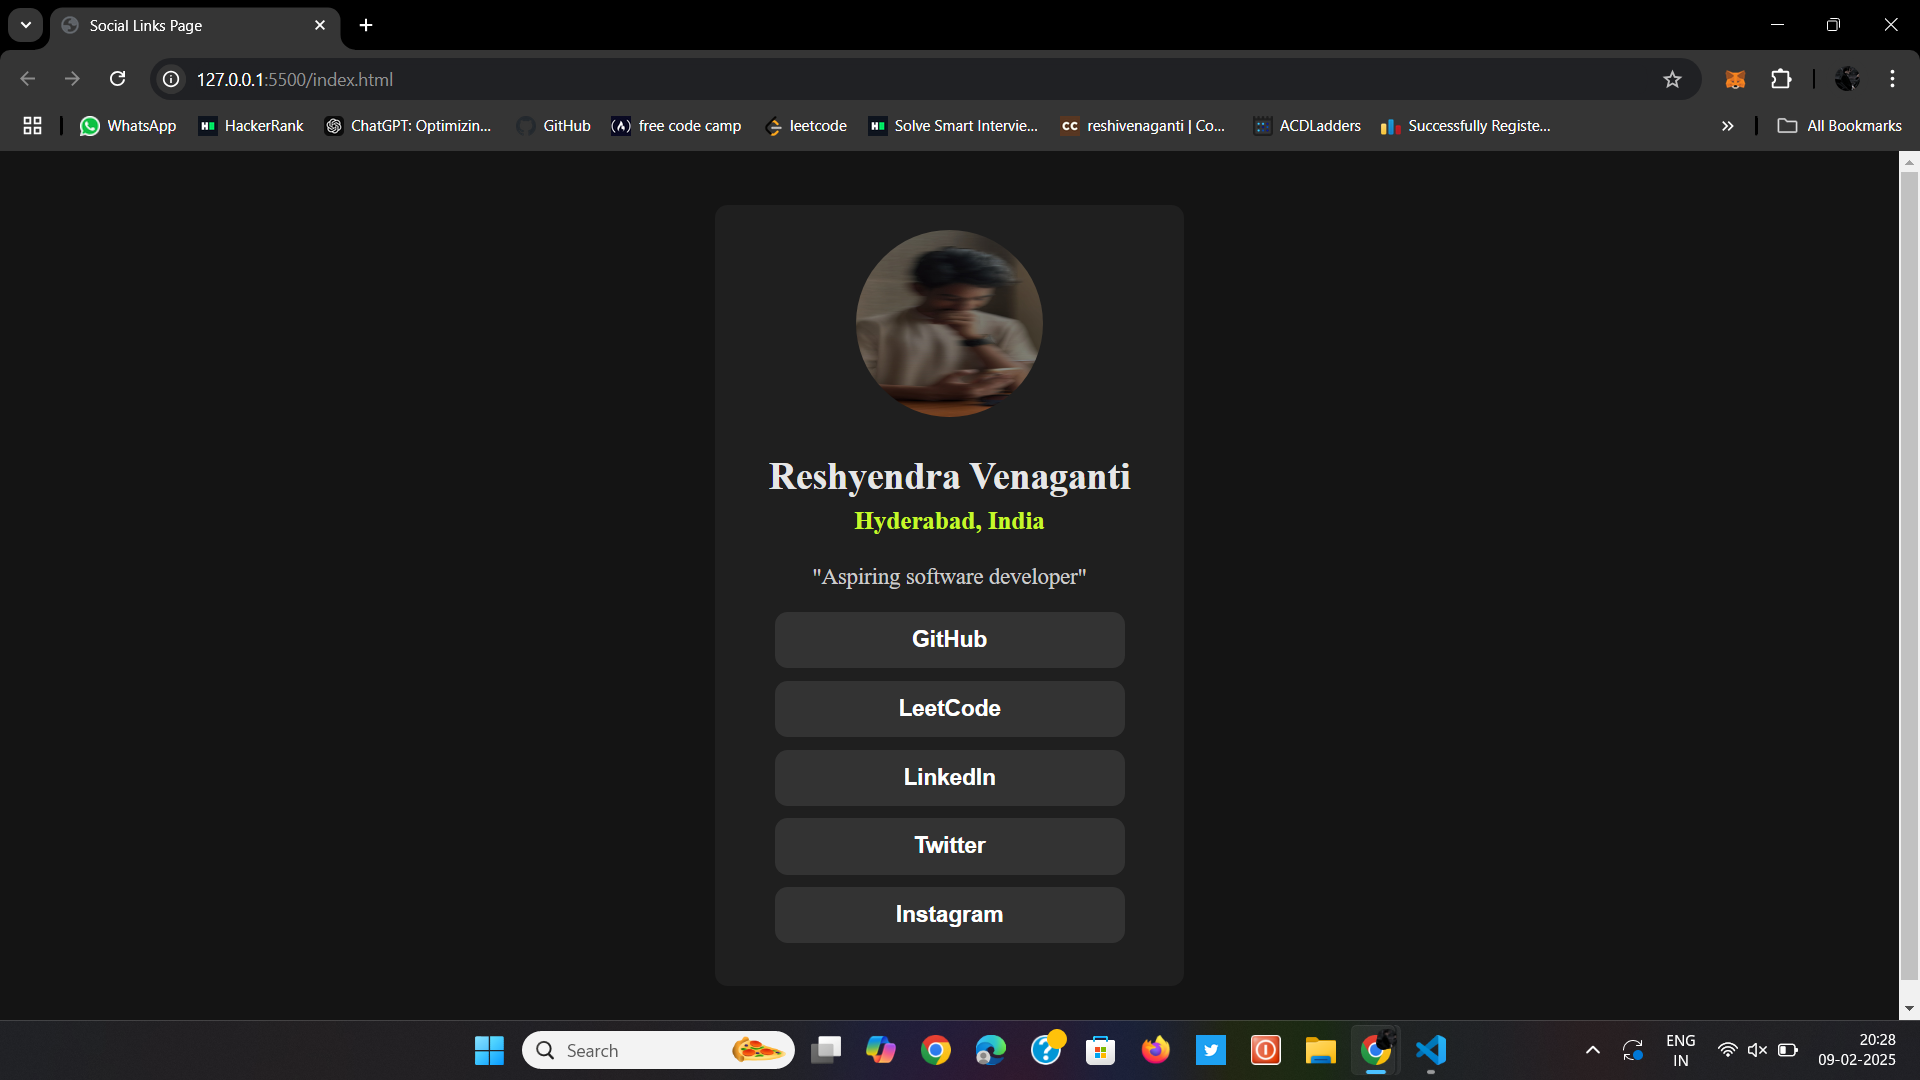 Social Links Page
127.0.0.1:5500/index.html
WhatsApp HackerRank ChatGPT: Optimizin... GitHub free code camp leetcode Solve Smart Intervie... CC reshivenaganti | Co... ACDLadders Successfully Registe... All Bookmarks
Reshyendra Venaganti
Hyderabad, India
"Aspiring software developer"
GitHub
LeetCode
LinkedIn
Twitter
Instagram
Search
ENG
IN
20:28
09-02-2025